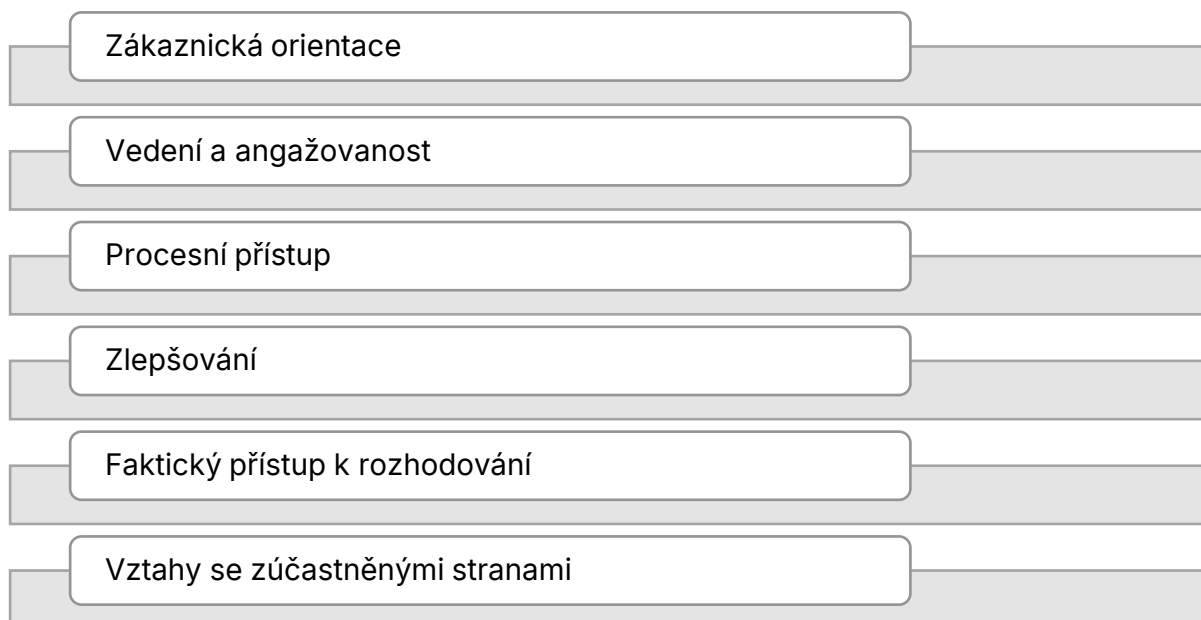 Zákaznická orientace
Vedení a angažovanost
Procesní přístup
Zlepšování
Faktický přístup k rozhodování
Vztahy se zúčastněnými stranami